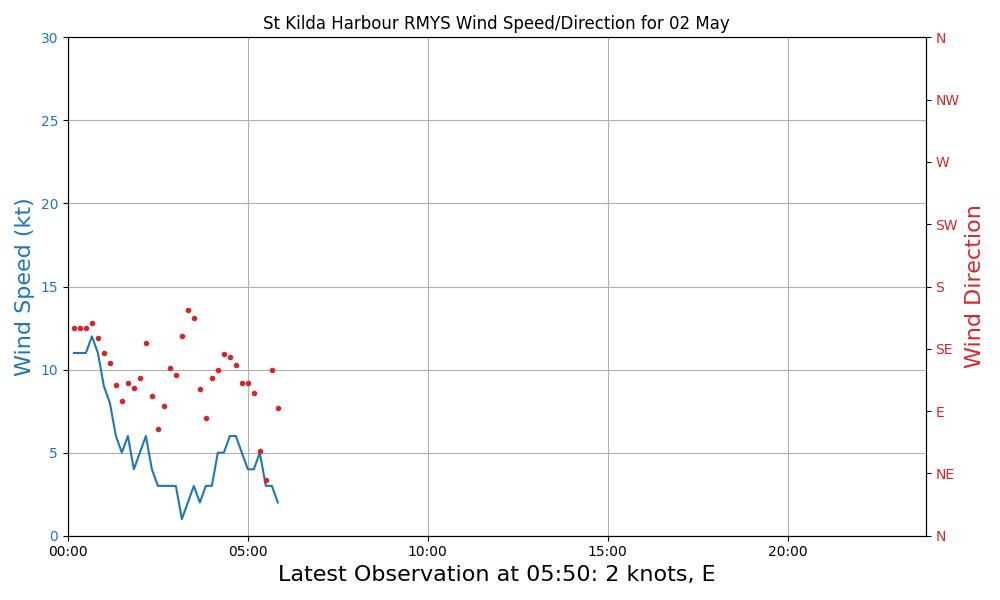 St Kilda Harbour RMYS Wind Speed/Direction for 02 May
30
25
20
15
10
5
0
Wind Speed (kt)
N
NW
W
SW
S
SE
E
NE
N
Wind Direction
00:00 05:00 10:00 15:00 20:00
Latest Observation at 05:50: 2 knots, E